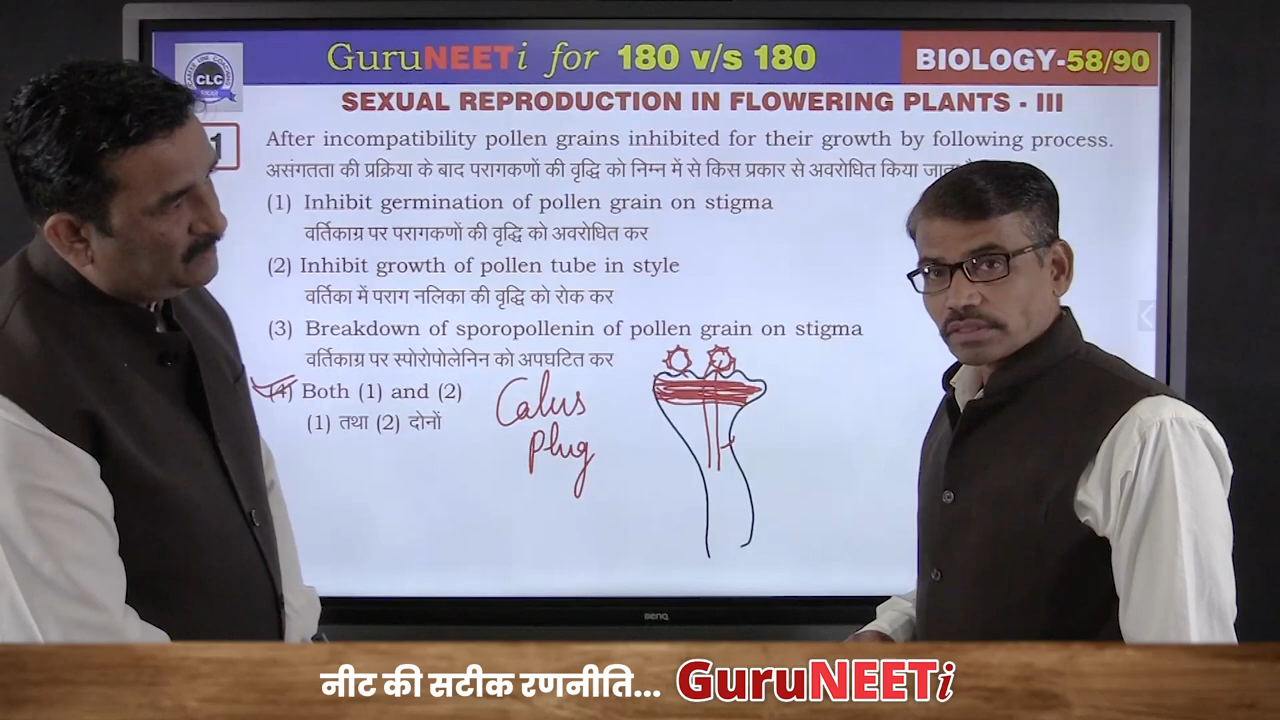 GuruNEETi for 180 v/s 180
BIOLOGY-58/90
CLC
SEXUAL REPRODUCTION IN FLOWERING PLANTS - III
1
After incompatibility pollen grains inhibited for their growth by following process.
असंगतता की प्रक्रिया के बाद परागकणों की वृद्धि को निम्न में से किस प्रकार से अवरोधित किया
(1) Inhibit germination of pollen grain on stigma
वर्तिकाग्र पर परागकणों की वृद्धि को अवरोधित कर
(2) Inhibit growth of pollen tube in style
वर्तिका में पराग नलिका की वृद्धि को रोक कर
(3) Breakdown of sporopollenin of pollen grain on stigma
वर्तिकाग्र पर स्पोरोपोलेनिन को अपघटित कर
(4) Both (1) and (2)
(1) तथा (2) दोनों
Calus
Plug
BENQ
नीट की सटीक रणनीति... GuruNEETi